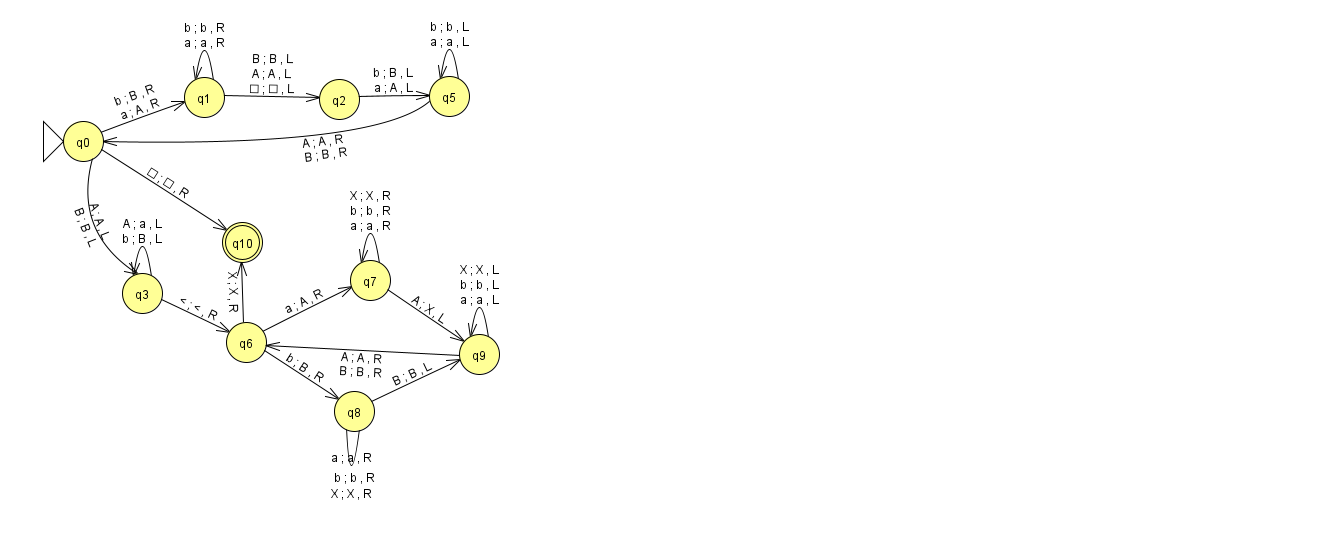 b ; b , R
a ; a , R
b ; b , L
a ; a , L
B ; B , L
A ; A , L
□ ; □ , L
b ; B , L
a ; A , L
b ; B , R
a ; A , R
q1
q2
q5
q0
A ; A , R
B ; B , R
□ ; □ , R
A ; A , L
B ; B , L
A ; a , L
b ; B , L
X ; X , R
b ; b , R
a ; a , R
q10
q3
q7
X ; X , R
X ; X , L
b ; b , L
a ; a , L
< ; < , R
a ; A , R
A ; X , L
q6
q9
A ; A , R
B ; B , R
b ; B , R
B ; B , L
q8
a ; a , R
b ; b , R
X ; X , R